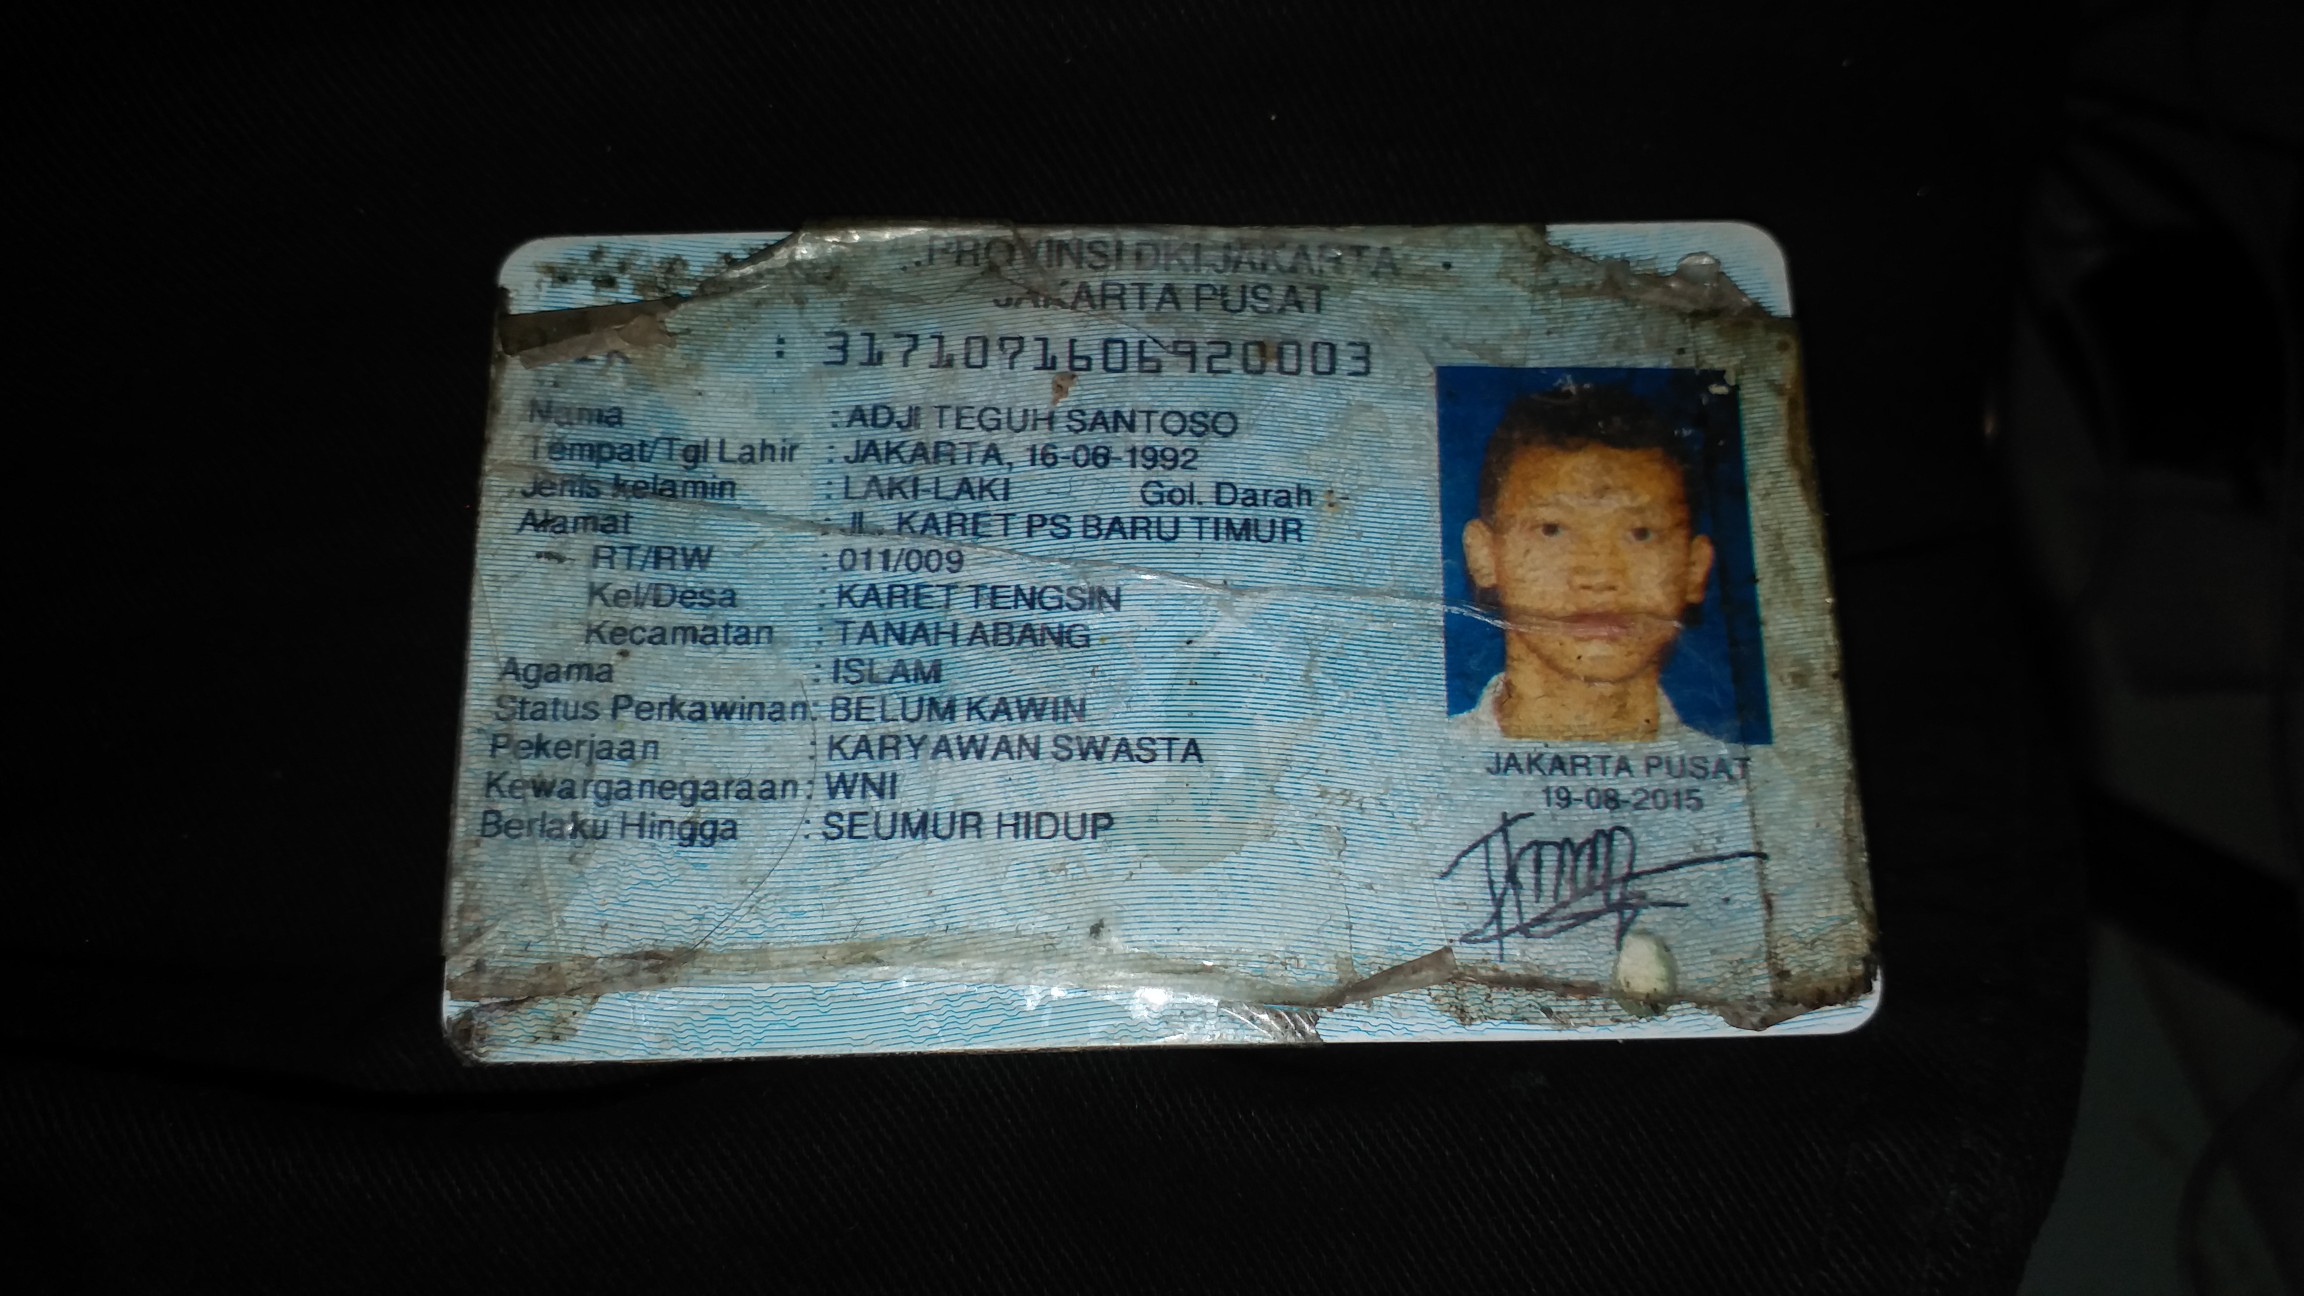 PROVINSI DKI JAKARTA
JAKARTA PUSAT
NIK : 3171071606920003
Nama : ADJI TEGUH SANTOSO
Tempat/Tgl Lahir : JAKARTA, 16-06-1992
Jenis kelamin : LAKI-LAKI Gol. Darah :-
Alamat : JL. KARET PS BARU TIMUR
RT/RW : 011/009
Kel/Desa : KARET TENGSIN
Kecamatan : TANAH ABANG
Agama : ISLAM
Status Perkawinan: BELUM KAWIN
Pekerjaan : KARYAWAN SWASTA
Kewarganegaraan: WNI
Berlaku Hingga : SEUMUR HIDUP
JAKARTA PUSAT
19-08-2015